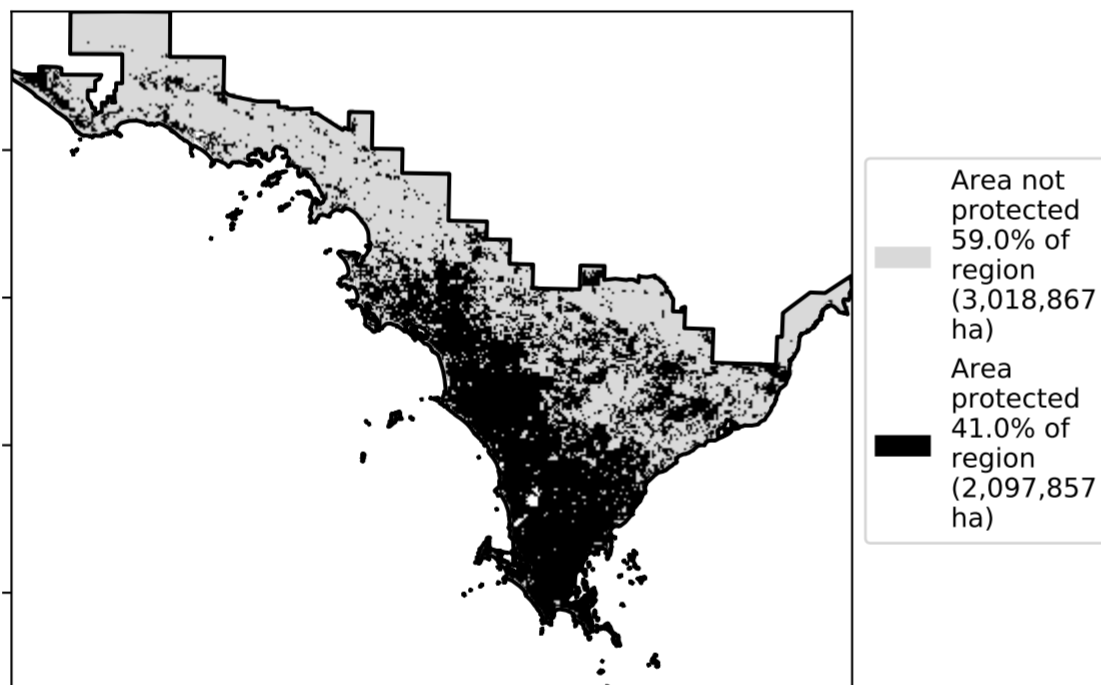 Area not
protected
59.0% of
region
(3,018,867
ha)
Area
protected
41.0% of
region
(2,097,857
ha)